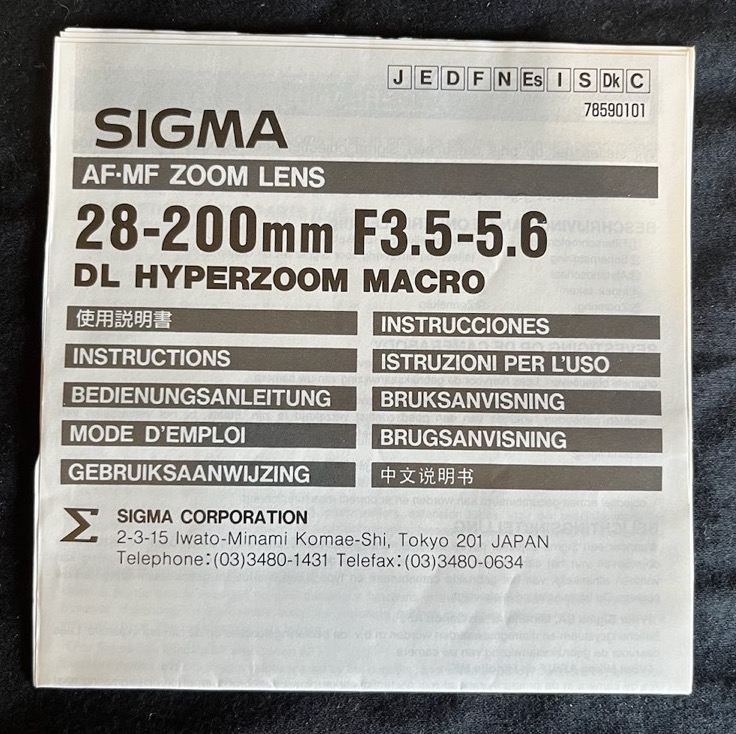 J E D F N Es I S Dk C
78590101
SIGMA
AF·MF ZOOM LENS
28-200mm F3.5-5.6
DL HYPERZOOM MACRO
使用説明書
INSTRUCTIONS
BEDIENUNGSANLEITUNG
MODE D'EMPLOI
GEBRUIKSAANWIJZING
INSTRUCCIONES
ISTRUZIONI PER L'USO
BRUKSANVISNING
BRUGSANVISNING
中文说明书
Σ SIGMA CORPORATION
2-3-15 Iwato-Minami Komae-Shi, Tokyo 201 JAPAN
Telephone:(03)3480-1431 Telefax:(03)3480-0634